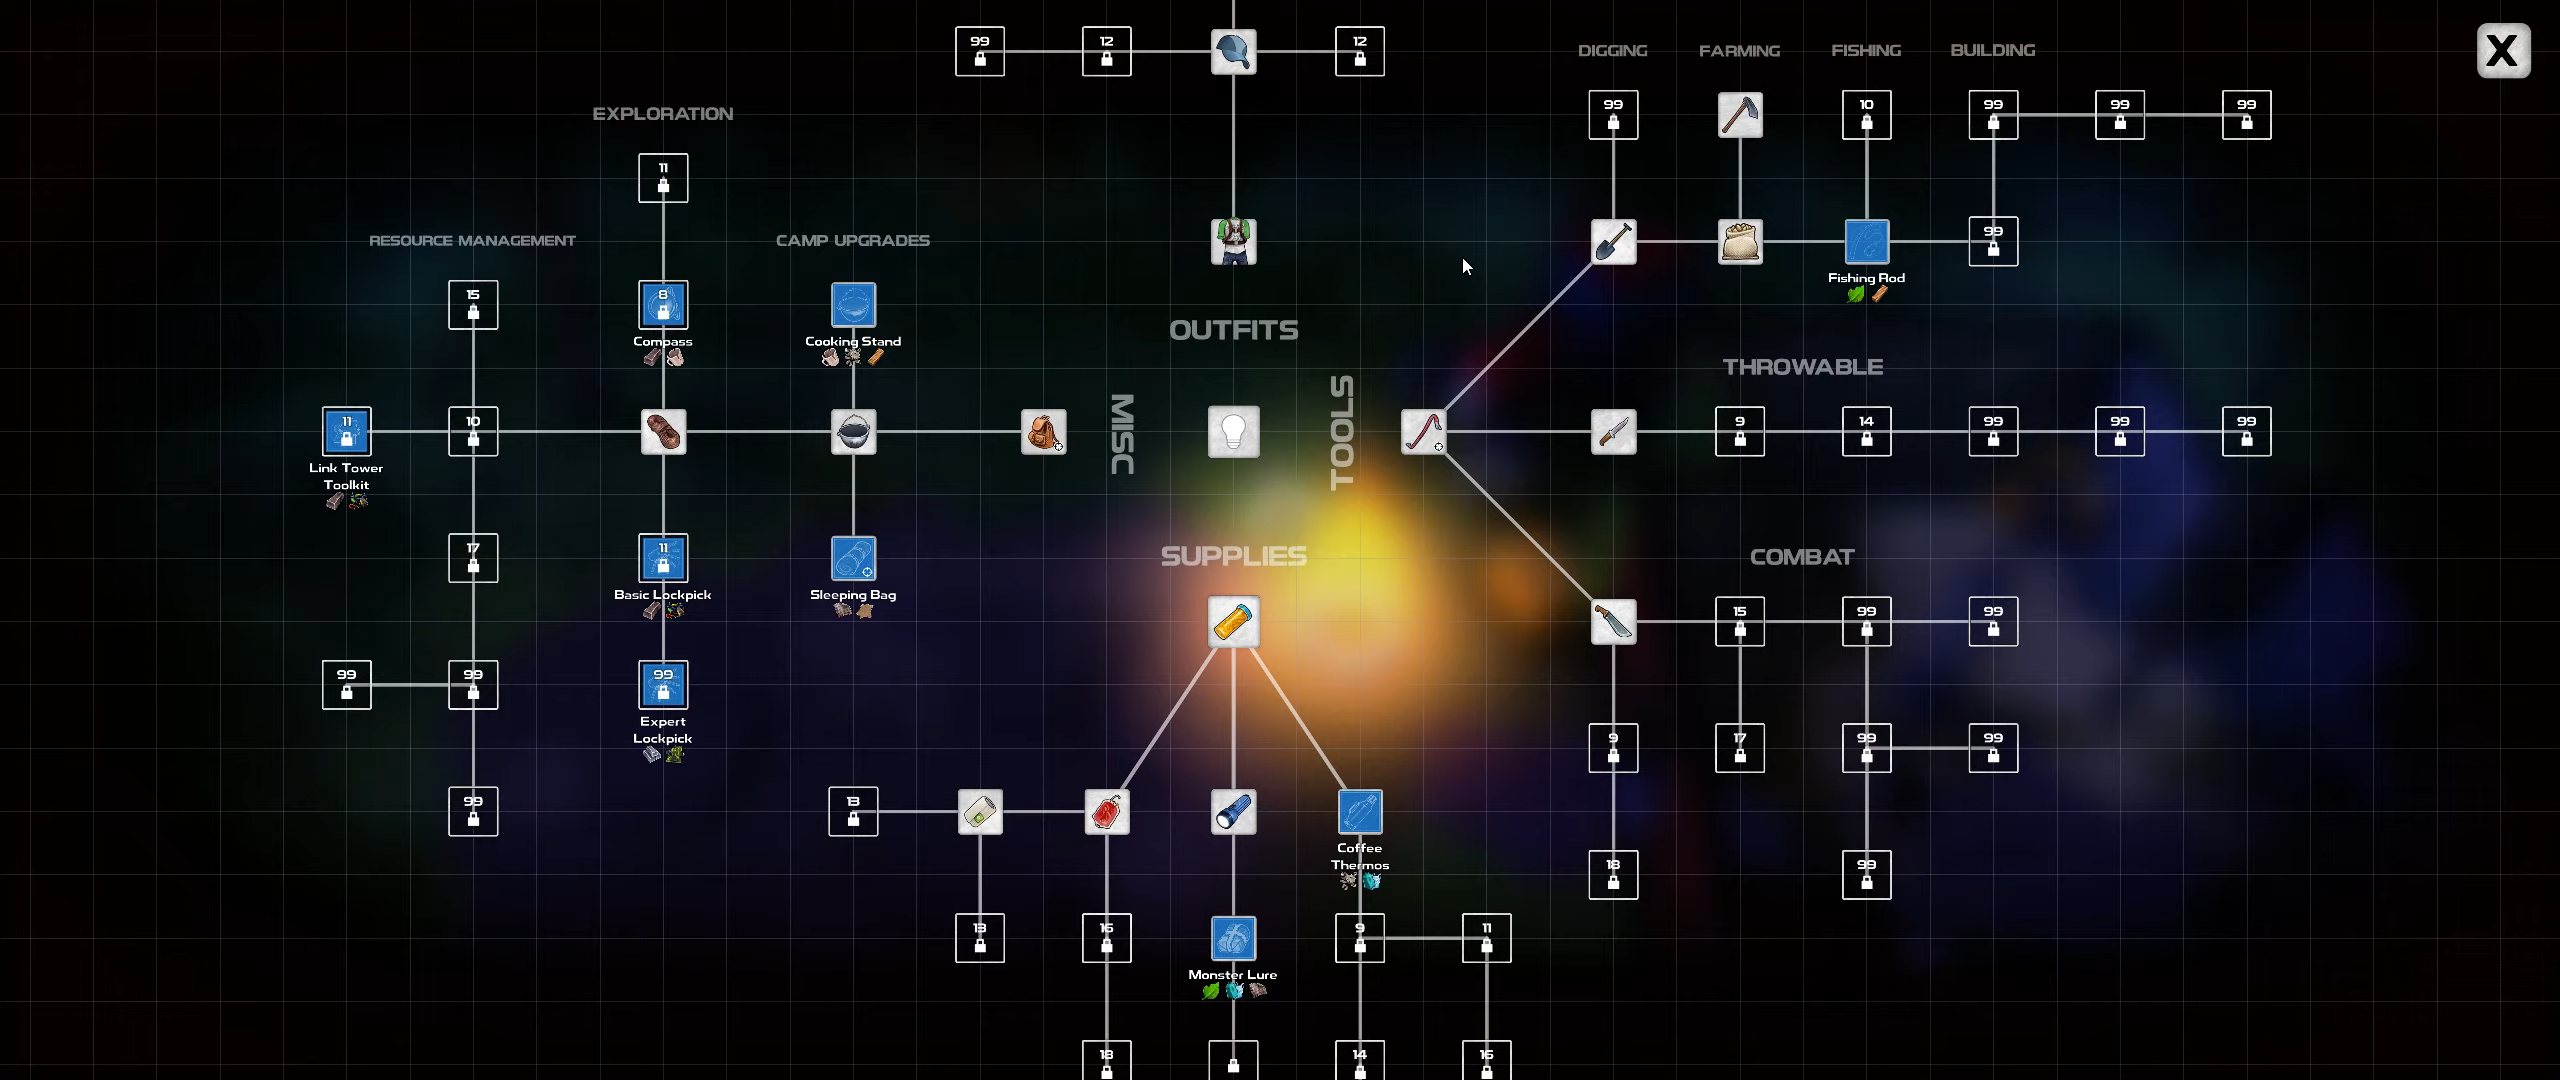 99 12 12
DIGGING FARMING FISHING BUILDING
X
99 10 99 99 99
EXPLORATION
11
RESOURCE MANAGEMENT CAMP UPGRADES
99
Fishing Rod
15 8
Compass Cooking Stand
OUTFITS
THROWABLE
MISC
TOOLS
11 10 9 14 99 99 99
Link Tower
Toolkit
17 11
SUPPLIES
COMBAT
Basic Lockpick Sleeping Bag
15 99 99
99 99 99
Expert
Lockpick
9 17 99 99
99 13
Coffee
Thermos
18 99
13 16 9 11
Monster Lure
18 14 16